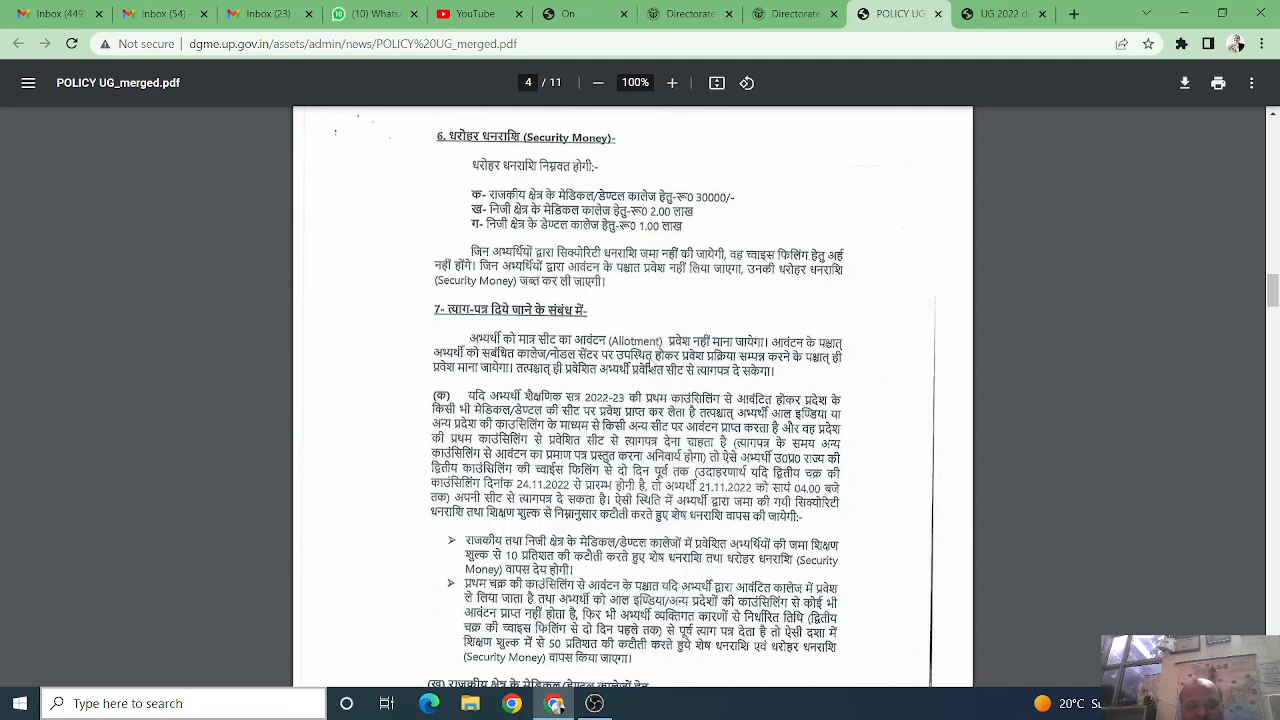 Inbox (449)
Inbox (54) -
Inbox (23) -
Whats
YouTube
On
Directorate
Directorate
POLICY UG
UG 2022 de
Not secure
dgme.up.gov.in/assets/admin/news/POLICY%20UG_merged.pdf
POLICY UG_merged.pdf
4 / 11
100%
6. धरोहर धनराशि (Security Money)-
धरोहर धनराशि निम्नवत होगी:-
क- राजकीय क्षेत्र के मेडिकल/डेण्टल कालेज हेतु-रू0 30000/-
ख- निजी क्षेत्र के मेडिकल कालेज हेतु-रू0 2.00 लाख
ग- निजी क्षेत्र के डेण्टल कालेज हेतु-रू0 1.00 लाख
जिन अभ्यर्थियों द्वारा सिक्योरिटी धनराशि जमा नहीं की जायेगी, वह च्वाइस फिलिंग हेतु अर्ह
नहीं होंगे। जिन अभ्यर्थियों द्वारा आवंटन के पश्चात प्रवेश नहीं लिया जाएगा, उनकी धरोहर धनराशि
(Security Money) जब्त कर ली जाएगी।
7- त्याग-पत्र दिये जाने के संबंध में-
अभ्यर्थी को मात्र सीट का आवंटन (Allotment) प्रवेश नहीं माना जायेगा। आवंटन के पश्चात्
अभ्यर्थी को सबंधित कालेज/नोडल सेंटर पर उपस्थित होकर प्रवेश प्रक्रिया सम्पन्न करने के पश्चात् ही
प्रवेश माना जायेगा। तत्पश्चात् ही प्रवेशित अभ्यर्थी प्रवेशित सीट से त्यागपत्र दे सकेगा।
(क) यदि अभ्यर्थी शैक्षणिक सत्र 2022-23 की प्रथम काउंसिलिंग से आवंटित होकर प्रदेश के
किसी भी मेडिकल/डेण्टल की सीट पर प्रवेश प्राप्त कर लेता है तत्पश्चात् अभ्यर्थी आल इण्डिया या
अन्य प्रदेश की काउंसिलिंग के माध्यम से किसी अन्य सीट पर आवंटन प्राप्त करता है और वह प्रदेश
की प्रथम काउंसिलिंग से प्रवेशित सीट से त्यागपत्र देना चाहता है (त्यागपत्र के समय अन्य
काउंसिलिंग से आवंटन का प्रमाण पत्र प्रस्तुत करना अनिवार्य होगा) तो ऐसे अभ्यर्थी उ0प्र0 राज्य की
द्वितीय काउंसिलिंग की च्वाईस फिलिंग से दो दिन पूर्व तक (उदाहरणार्थ यदि द्वितीय चक्र की
काउंसिलिंग दिनांक 24.11.2022 से प्रारम्भ होनी है, तो अभ्यर्थी 21.11.2022 को सायं 04.00 बजे
तक) अपनी सीट से त्यागपत्र दे सकता है। ऐसी स्थिति में अभ्यर्थी द्वारा जमा की गयी सिक्योरिटी
धनराशि तथा शिक्षण शुल्क से निम्नानुसार कटौती करते हुए शेष धनराशि वापस की जायेगी:-
➢ राजकीय तथा निजी क्षेत्र के मेडिकल/डेण्टल कालेजों में प्रवेशित अभ्यर्थियों की जमा शिक्षण
शुल्क से 10 प्रतिशत की कटौती करते हुए शेष धनराशि तथा धरोहर धनराशि (Security
Money) वापस देय होगी।
➢ प्रथम चक्र की काउंसिलिंग से आवंटन के पश्चात यदि अभ्यर्थी द्वारा आवंटित कालेज में प्रवेश
ले लिया जाता है तथा अभ्यर्थी को आल इण्डिया/अन्य प्रदेशों की काउंसिलिंग से कोई भी
आवंटन प्राप्त नहीं होता है, फिर भी अभ्यर्थी व्यक्तिगत कारणों से निर्धारित तिथि (द्वितीय
चक्र की च्वाइस फिलिंग से दो दिन पहले तक) से पूर्व त्याग पत्र देता है तो ऐसी दशा में
शिक्षण शुल्क में से 50 प्रतिशत की कटौती करते हुये शेष धनराशि एवं धरोहर धनराशि
(Security Money) वापस किया जाएगा।
(ख) राजकीय क्षेत्र के मेडिकल/डेण्टल कालेजों हेतु
Type here to search
20°C